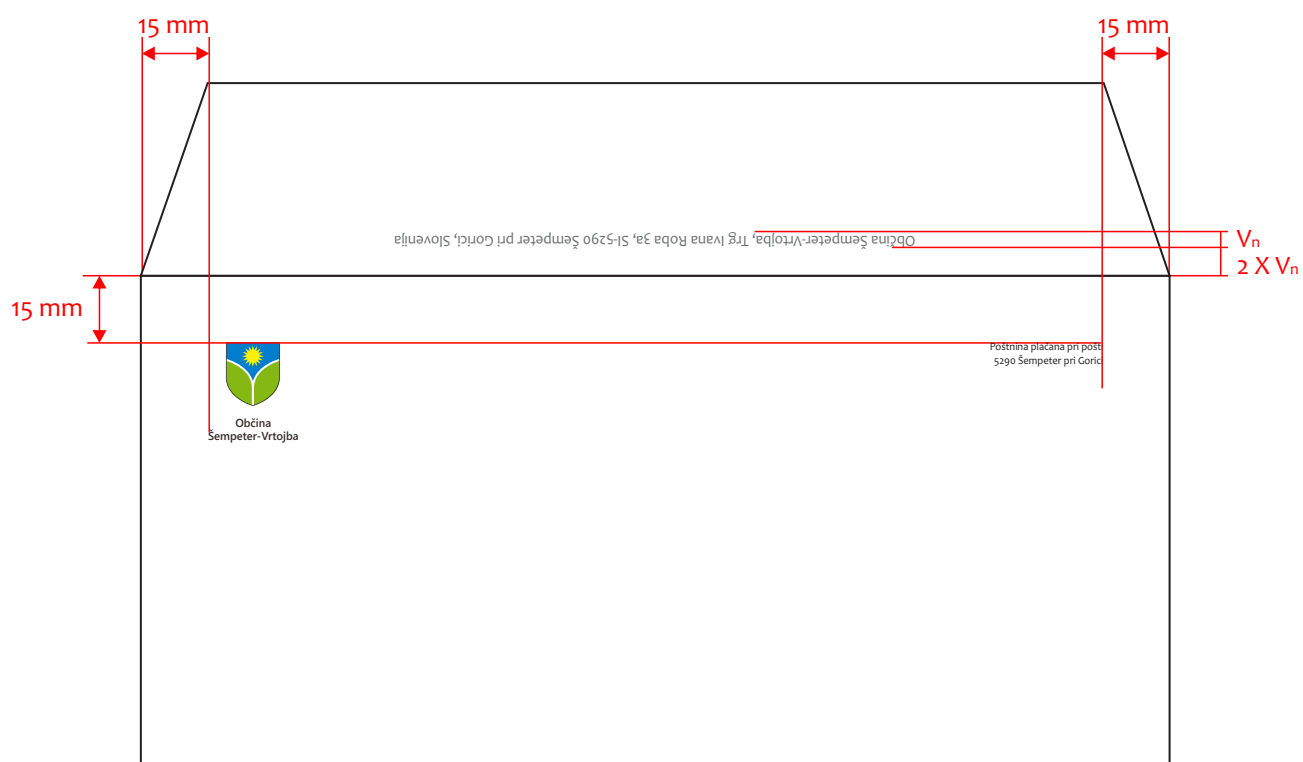 15 mm
15 mm
Občina Šempeter-Vrtojba, Trg Ivana Roba 3a, SI-5290 Šempeter pri Gorici, Slovenija
Vn
2 X Vn
15 mm
Poštnina plačana pri pošti
5290 Šempeter pri Gorici
Občina
Šempeter-Vrtojba